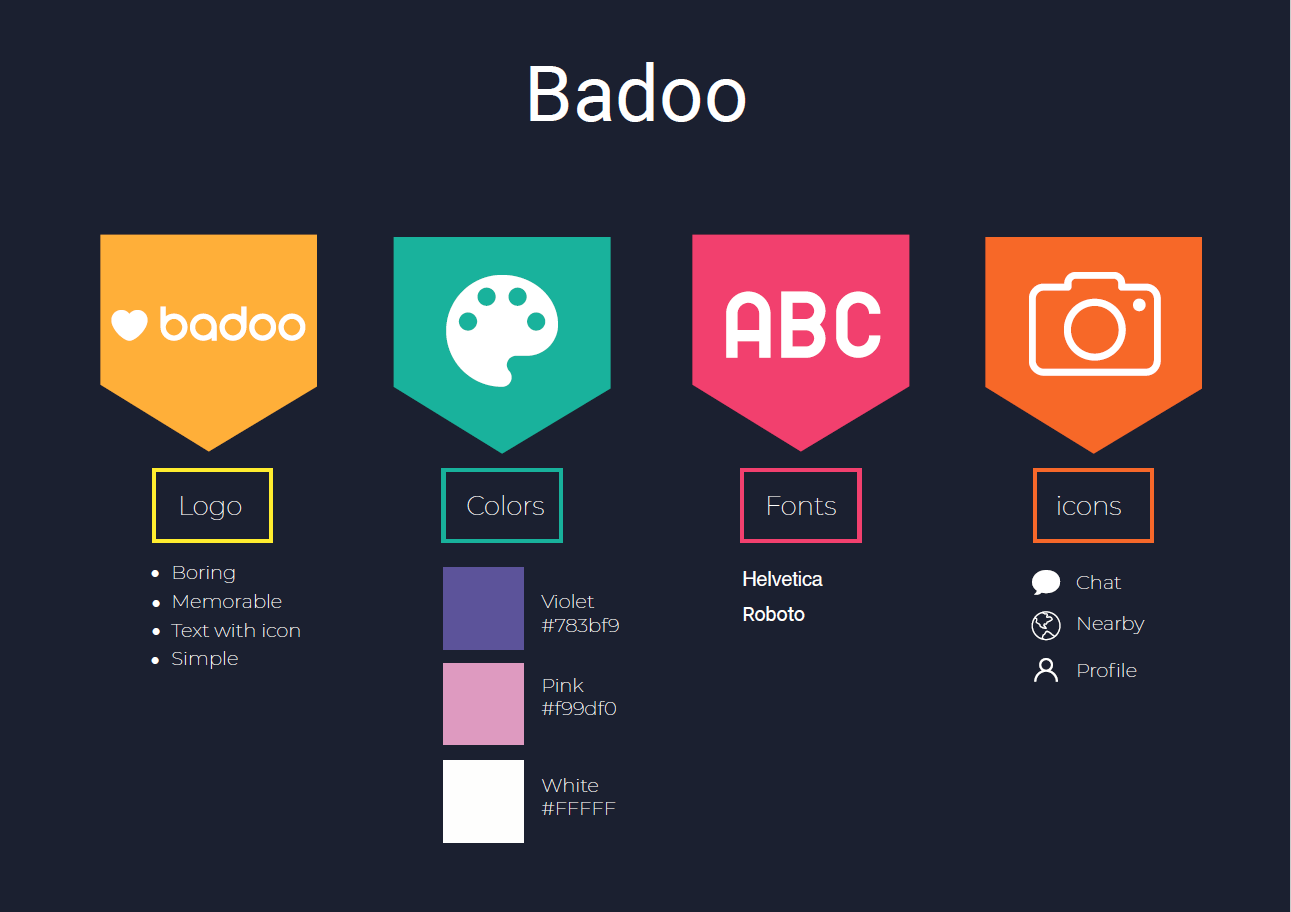 Badoo
badoo
ABC
Logo
Boring
Memorable
Text with icon
Simple
Colors
Violet
#783bf9
Pink
#f99df0
White
#FFFFF
Fonts
Helvetica
Roboto
icons
Chat
Nearby
Profile